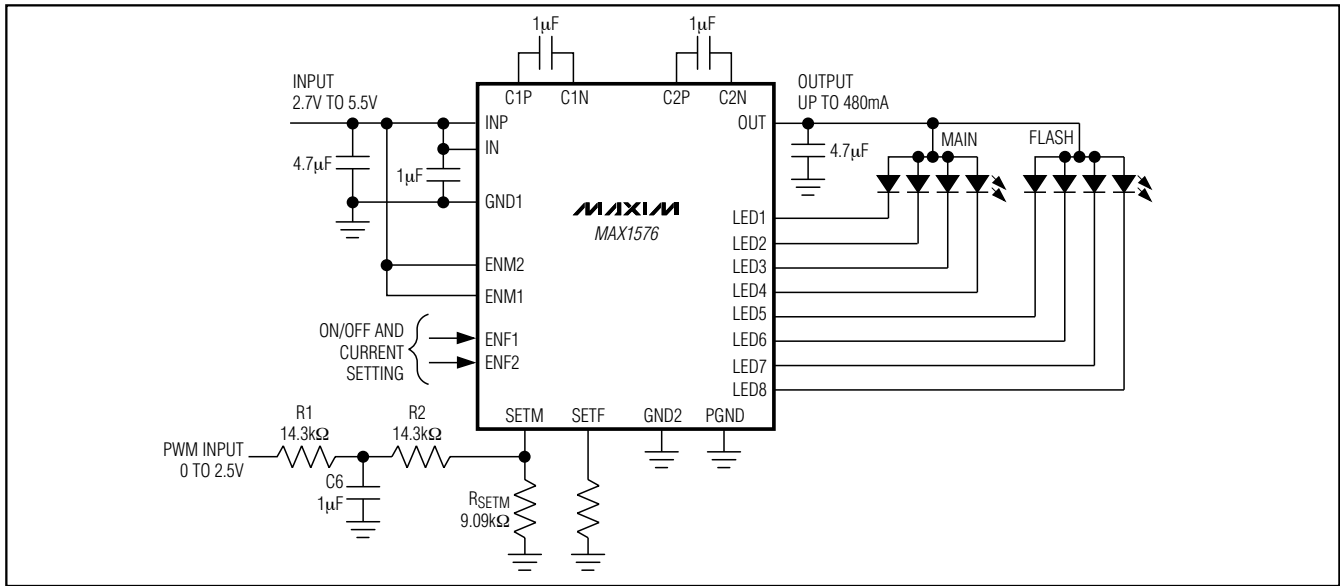 1µF
1µF
INPUT
2.7V TO 5.5V
C1P
C1N
C2P
C2N
OUTPUT
UP TO 480mA
INP
OUT
MAIN
FLASH
IN
4.7µF
1µF
4.7µF
GND1
MAXIM
MAX1576
LED1
LED2
LED3
LED4
LED5
LED6
LED7
LED8
ENM2
ENM1
ON/OFF AND
CURRENT
SETTING
ENF1
ENF2
SETM
SETF
GND2
PGND
R1
14.3kΩ
R2
14.3kΩ
PWM INPUT
0 TO 2.5V
C6
1µF
RSETM
9.09kΩ